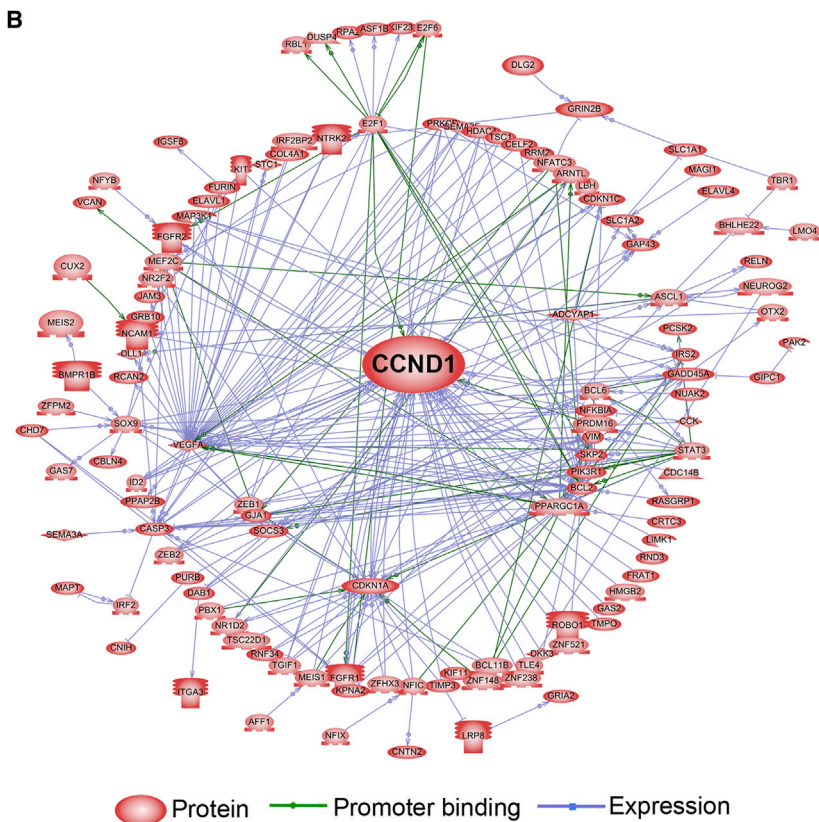 B
E2F6
KIF23
ASF1B
RPA2
DUSP4
RBL1
DLG2
GRIN2B
E2F1
HDAC4
TSC1
CELF2
RRM2
NFATC3
ARNTL
LBH
CDKN1C
SLC1A2
GAP43
SLC1A1
MAGI1
ELAVL4
TBR1
BHLHE22
LMO4
NTRK2
IRF2BP2
COL4A1
STC1
KIT
IGSF8
FURIN
ELAVL1
MAP3K1
NFYB
VCAN
FGFR2
MEF2C
NR2F2
CUX2
JAM3
GRB10
NCAM1
DLL1
RCAN2
MEIS2
BMPR1B
ZFPM2
SOX9
CHD7
GAS7
CBLN4
ID2
PPAP2B
VEGFA
CCND1
ADCYAP1
ASCL1
RELN
NEUROG2
OTX2
PCSK2
IRS2
PAK2
GADD45A
GIPC1
NUAK2
CCK
BCL6
NFKBIA
PRDM16
VIM
SKP2
STAT3
PIK3R1
CDC14B
BCL2
PPARGC1A
RASGRP1
CRTC3
LIMK1
RND3
FRAT1
HMGB2
GAS2
TMPO
ROBO1
ZNF521
DKK3
ZEB1
GJA1
SOCS3
SEMA3A
CASP3
ZEB2
CDKN1A
MAPT
IRF2
PURB
DAB1
PBX1
CNIH
NR1D2
TSC22D1
RNF34
TGIF1
MEIS1
FGFR1
KPNA2
ZFHX3
NFIC
TIMP3
KIF11
BCL11B
ZNF148
TLE4
ZNF238
ITGA3
AFF1
NFIX
CNTN2
LRP8
GRIA2
Protein
Promoter binding
Expression